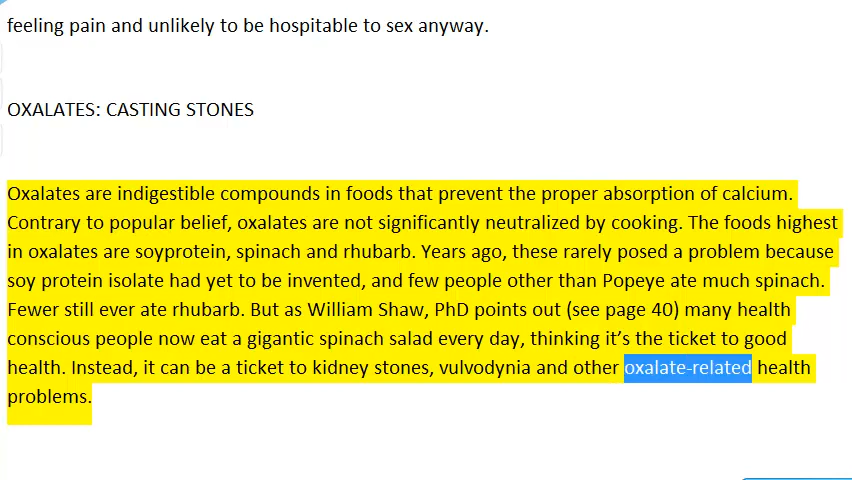 feeling pain and unlikely to be hospitable to sex anyway.
OXALATES: CASTING STONES
Oxalates are indigestible compounds in foods that prevent the proper absorption of calcium.
Contrary to popular belief, oxalates are not significantly neutralized by cooking. The foods highest
in oxalates are soyprotein, spinach and rhubarb. Years ago, these rarely posed a problem because
soy protein isolate had yet to be invented, and few people other than Popeye ate much spinach.
Fewer still ever ate rhubarb. But as William Shaw, PhD points out (see page 40) many health
conscious people now eat a gigantic spinach salad every day, thinking it’s the ticket to good
health. Instead, it can be a ticket to kidney stones, vulvodynia and other oxalate-related health
problems.